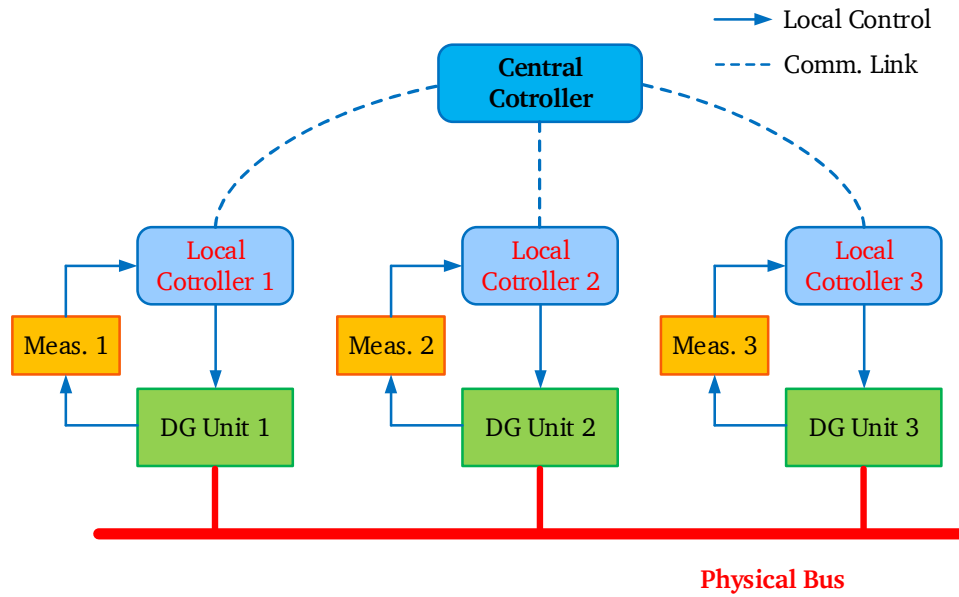 Local Control
Comm. Link
Central
Cotroller
Local
Cotroller 1
Local
Cotroller 2
Local
Cotroller 3
Meas. 1
Meas. 2
Meas. 3
DG Unit 1
DG Unit 2
DG Unit 3
Physical Bus